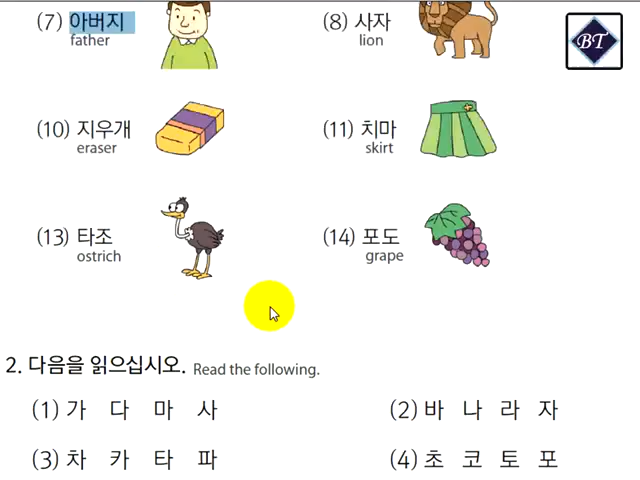 (7) 아버지
father
(8) 사자
lion
BT
(10) 지우개
eraser
(11) 치마
skirt
(13) 타조
ostrich
(14) 포도
grape
2. 다음을 읽으십시오. Read the following.
(1) 가 다 마 사
(2) 바 나 라 자
(3) 차 카 타 파
(4) 초 코 토 포